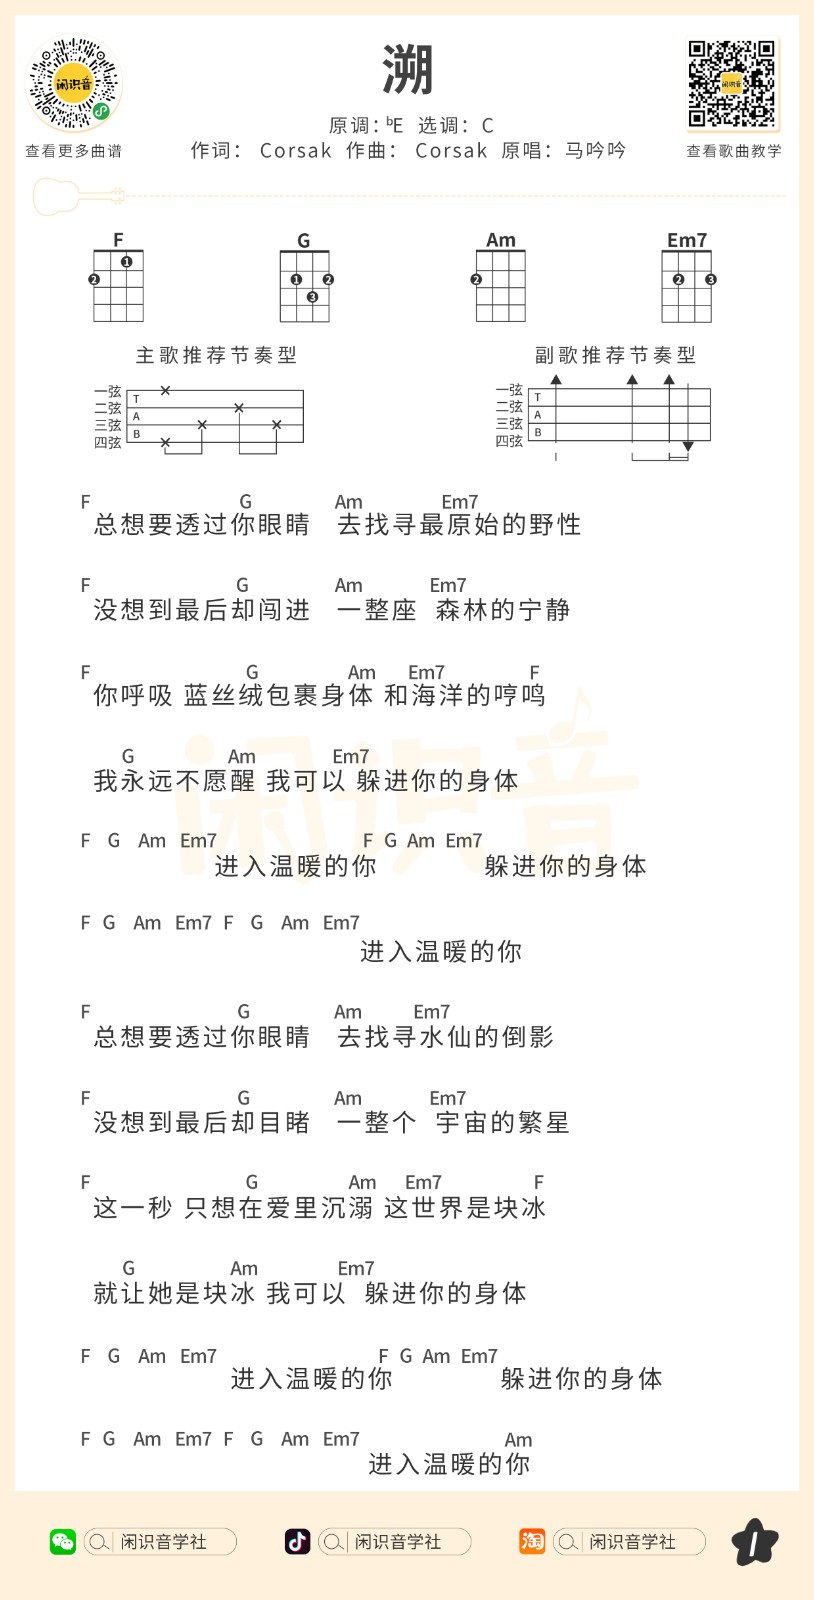 溯
闲识音
查看更多曲谱
闲识音
查看歌曲教学
原调:ᵇE 选调: C
作词: Corsak 作曲: Corsak 原唱: 马吟吟
F G Am Em7
2 1 1 2 3 2 2 3
主歌推荐节奏型 副歌推荐节奏型
一弦 一弦
二弦 二弦
三弦 三弦
四弦 四弦
T A B T A B
F G Am Em7
总想要透过你眼睛 去找寻最原始的野性
F G Am Em7
没想到最后却闯进 一整座 森林的宁静
F G Am Em7 F
你呼吸 蓝丝绒包裹身体 和海洋的哼鸣
G Am Em7
我永远不愿醒 我可以 躲进你的身体
F G Am Em7 F G Am Em7
进入温暖的你 躲进你的身体
F G Am Em7 F G Am Em7
进入温暖的你
F G Am Em7
总想要透过你眼睛 去找寻水仙的倒影
F G Am Em7
没想到最后却目睹 一整个 宇宙的繁星
F G Am Em7 F
这一秒 只想在爱里沉溺 这世界是块冰
G Am Em7
就让她是块冰 我可以 躲进你的身体
F G Am Em7 F G Am Em7
进入温暖的你 躲进你的身体
F G Am Em7 F G Am Em7 Am
进入温暖的你
闲识音
闲识音学社 闲识音学社 淘 闲识音学社 1